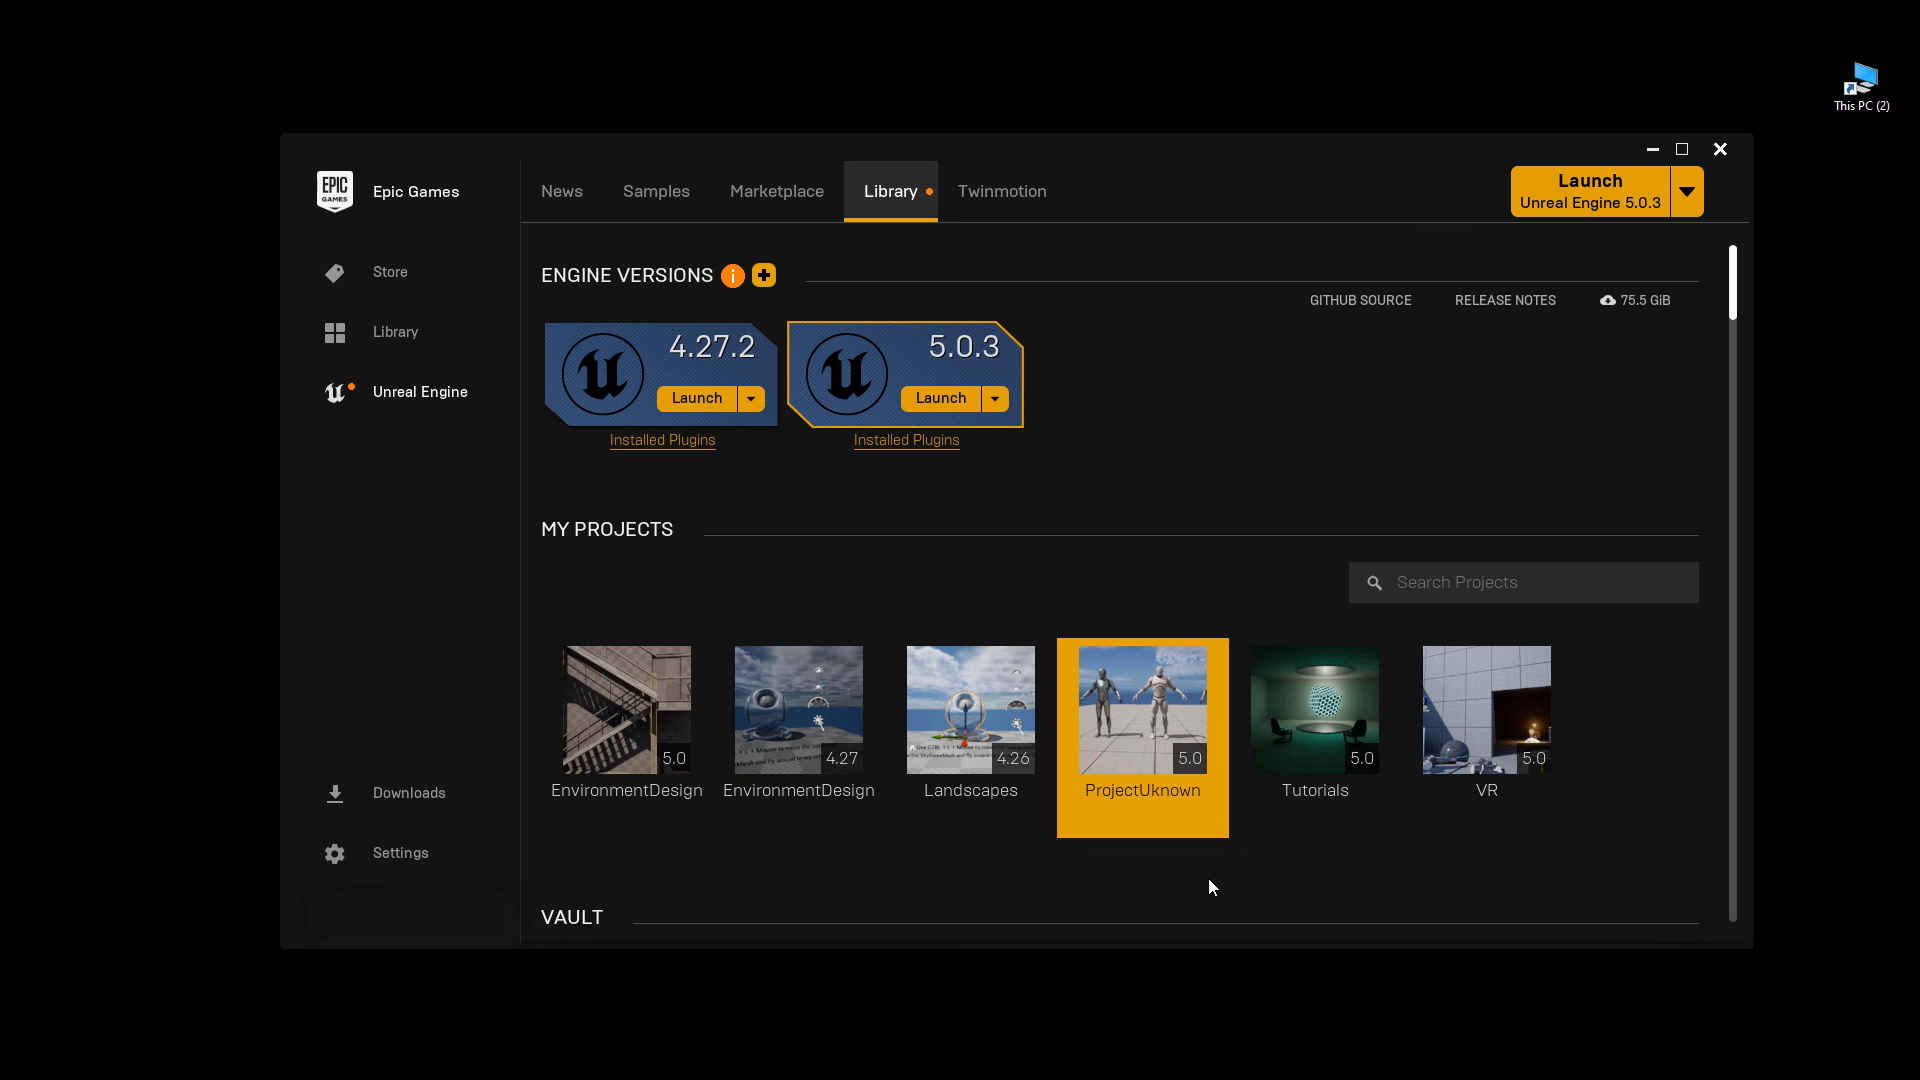 This PC (2)
EPIC
GAMES
Epic Games
News
Samples
Marketplace
Library
Twinmotion
Launch
Unreal Engine 5.0.3
Store
Library
Unreal Engine
Downloads
Settings
ENGINE VERSIONS
GITHUB SOURCE
RELEASE NOTES
75.5 GiB
4.27.2
Launch
Installed Plugins
5.0.3
Launch
Installed Plugins
MY PROJECTS
Search Projects
5.0
EnvironmentDesign
4.27
EnvironmentDesign
4.26
Landscapes
5.0
ProjectUknown
5.0
Tutorials
5.0
VR
VAULT